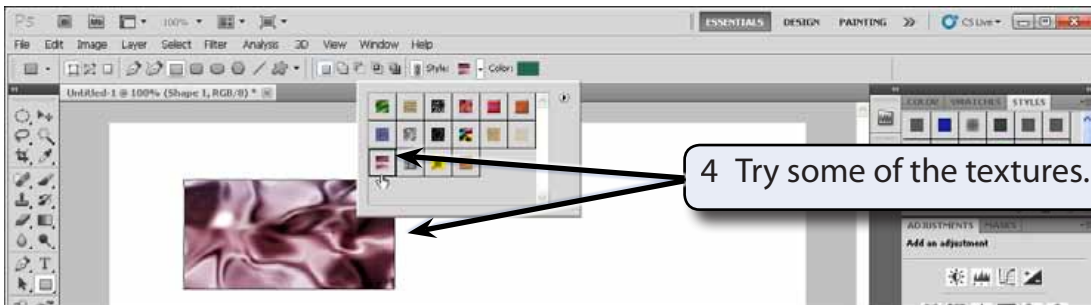 Ps 100% ESSENTIALS DESIGN PAINTING >> CS Live
File Edit Image Layer Select Filter Analysis 3D View Window Help
Style: Color:
Untitled-1 @ 100% (Shape 1, RGB/8) *
COLOR SWATCHES STYLES
4 Try some of the textures.
ADJUSTMENTS MASKS
Add an adjustment